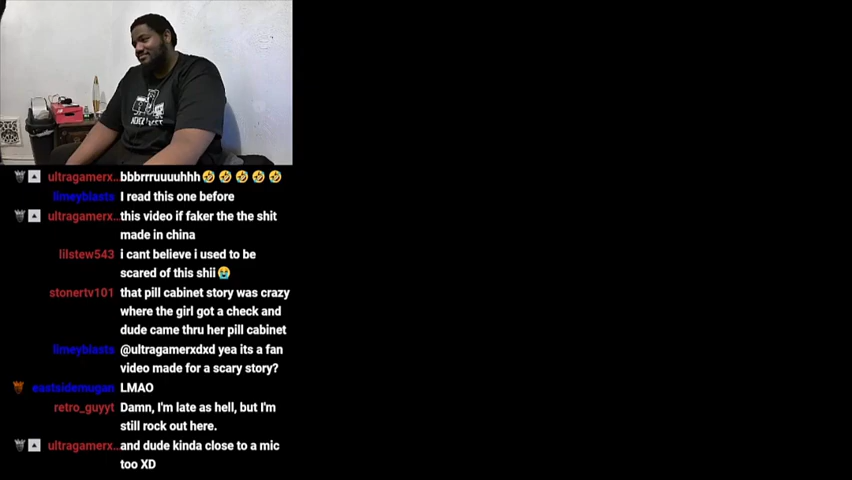 ultragamerx.. bbbrrruuuuhhh🤣🤣🤣🤣🤣
limeyblasts I read this one before
ultragamerx.. this video if faker the the shit
made in china
lilstew543 i cant believe i used to be
scared of this shii😭
stonertv101 that pill cabinet story was crazy
where the girl got a check and
dude came thru her pill cabinet
limeyblasts @ultragamerxdxd yea its a fan
video made for a scary story?
eastsidemugan LMAO
retro_guyyt Damn, I'm late as hell, but I'm
still rock out here.
ultragamerx.. and dude kinda close to a mic
too XD